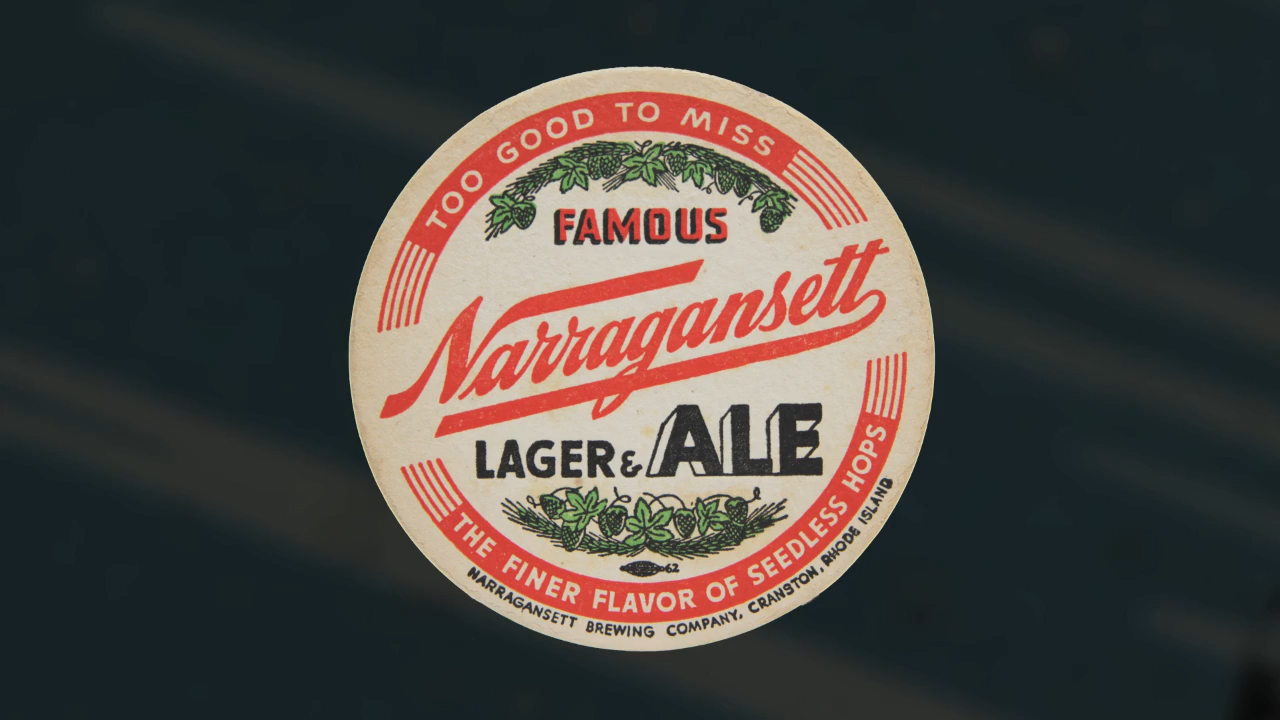 TOO GOOD TO MISS
FAMOUS
Narragansett
LAGER & ALE
62
THE FINER FLAVOR OF SEEDLESS HOPS
NARRAGANSETT BREWING COMPANY, CRANSTON, RHODE ISLAND